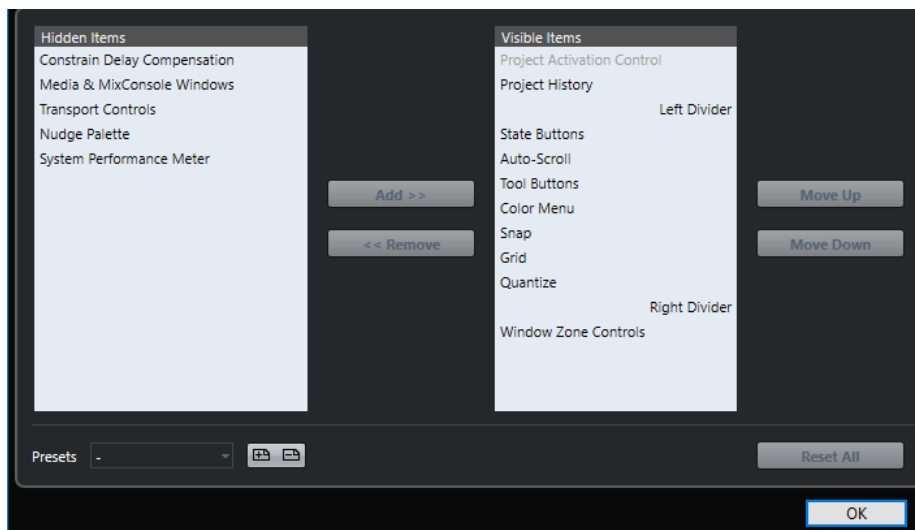 Hidden Items
Constrain Delay Compensation
Media & MixConsole Windows
Transport Controls
Nudge Palette
System Performance Meter
Add >>
<< Remove
Visible Items
Project Activation Control
Project History
Left Divider
State Buttons
Auto-Scroll
Tool Buttons
Color Menu
Snap
Grid
Quantize
Right Divider
Window Zone Controls
Move Up
Move Down
Presets -
Reset All
OK